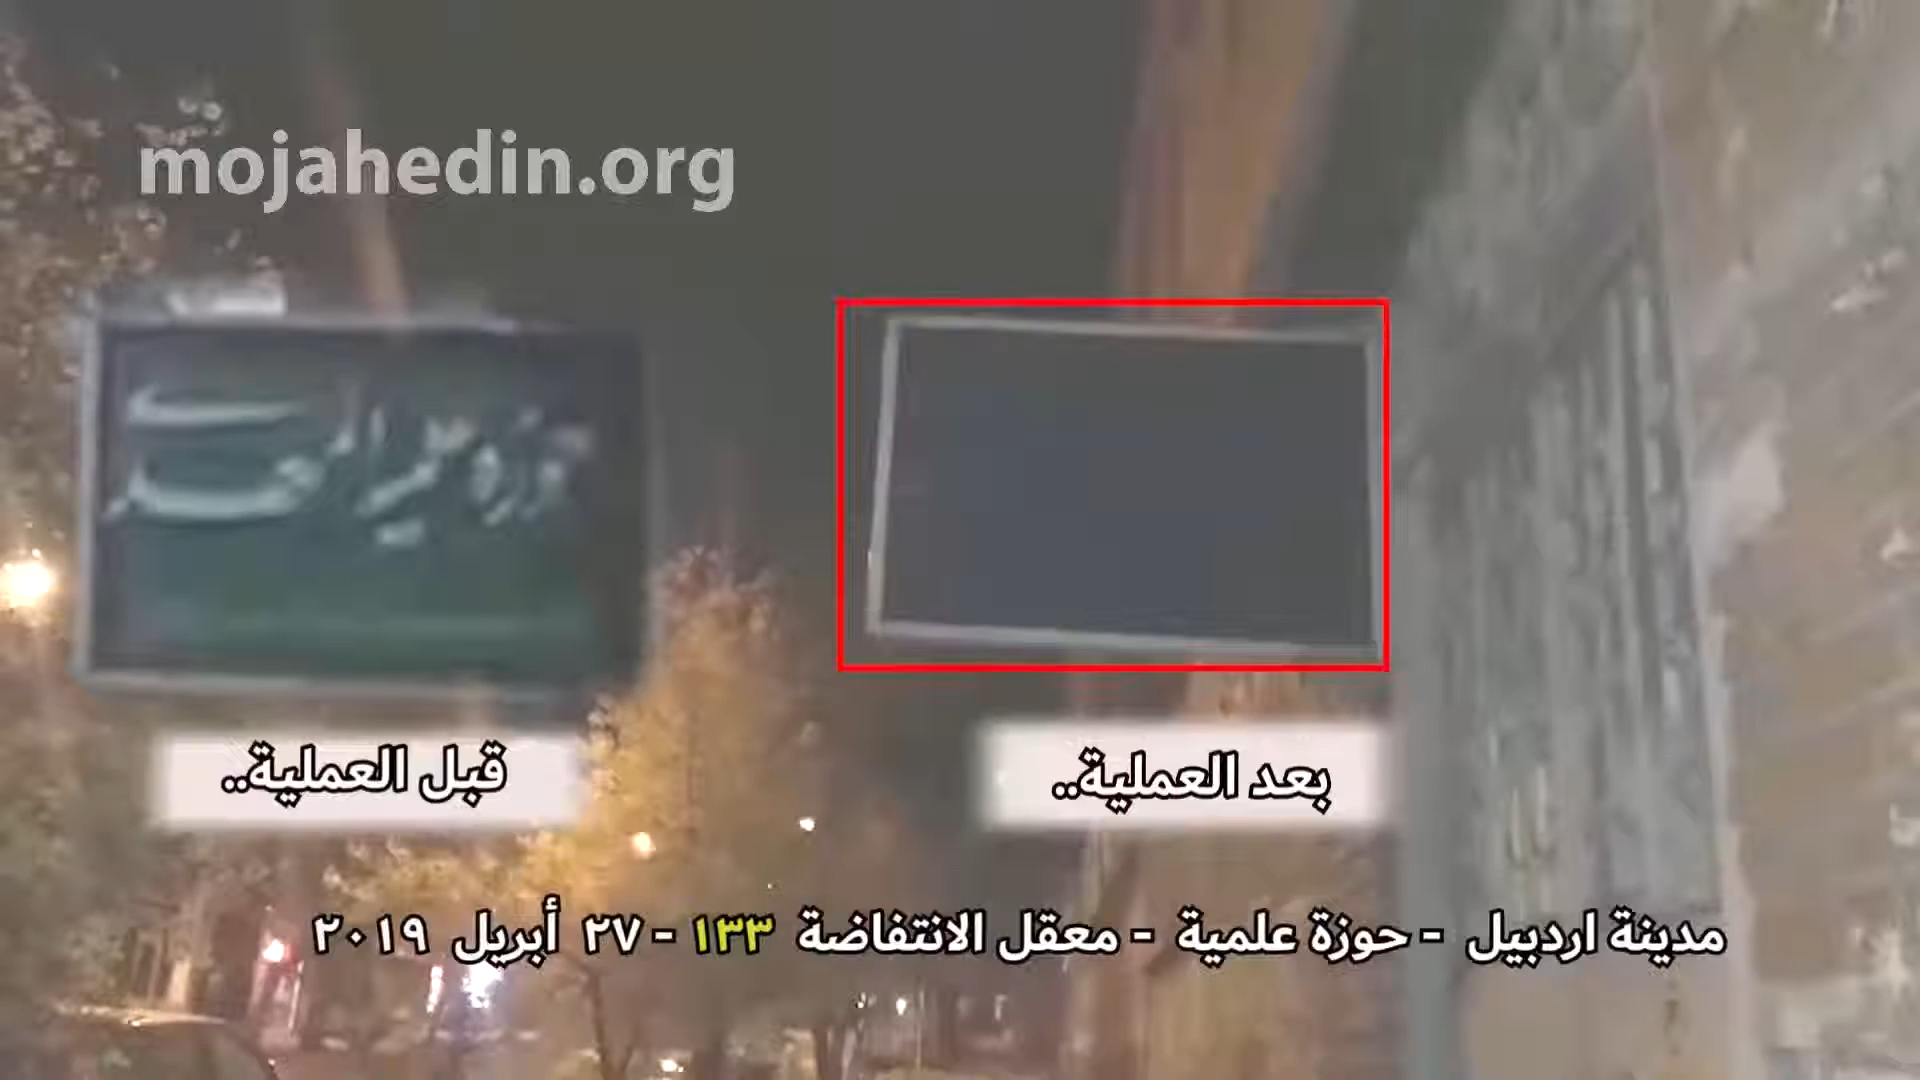 mojahedin.org
قبل العملية..
بعد العملية..
مدينة اردبيل - حوزة علمية - معقل الانتفاضة ١٣٣ - ٢٧ أبريل ٢٠١٩